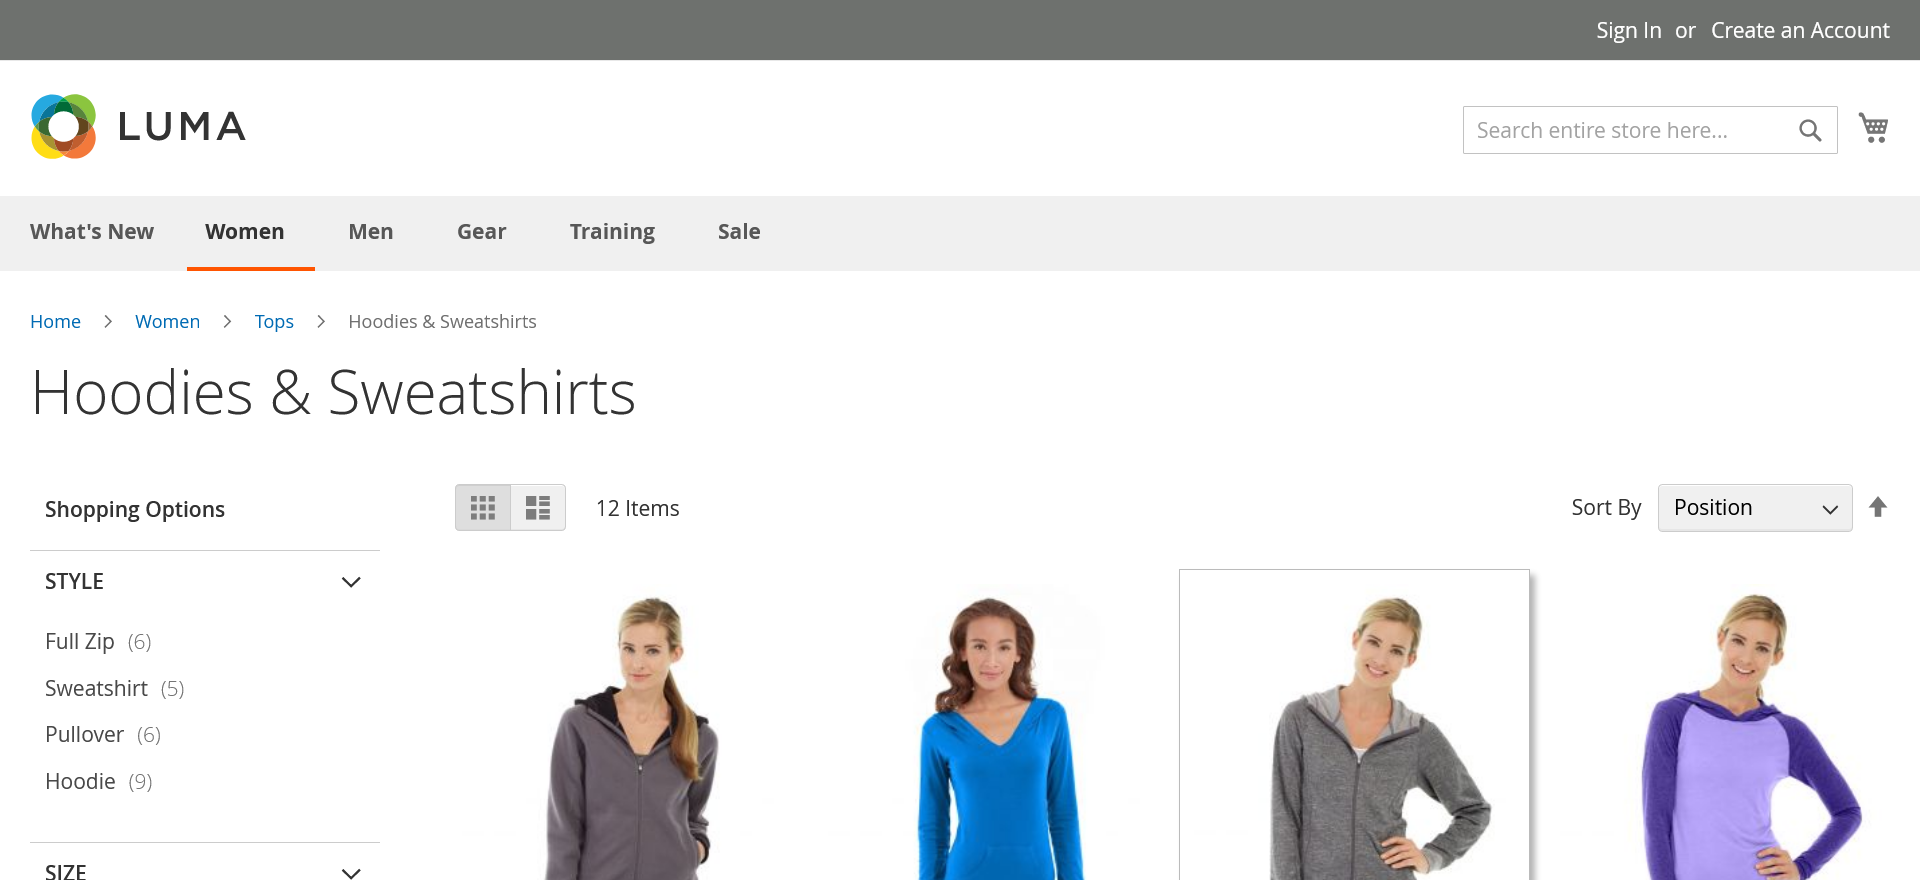 Sign In or Create an Account
LUMA
Search entire store here...
What's New Women Men Gear Training Sale
Home > Women > Tops > Hoodies & Sweatshirts
Hoodies & Sweatshirts
Shopping Options
12 Items
Sort By Position
STYLE
Full Zip (6)
Sweatshirt (5)
Pullover (6)
Hoodie (9)
SIZE